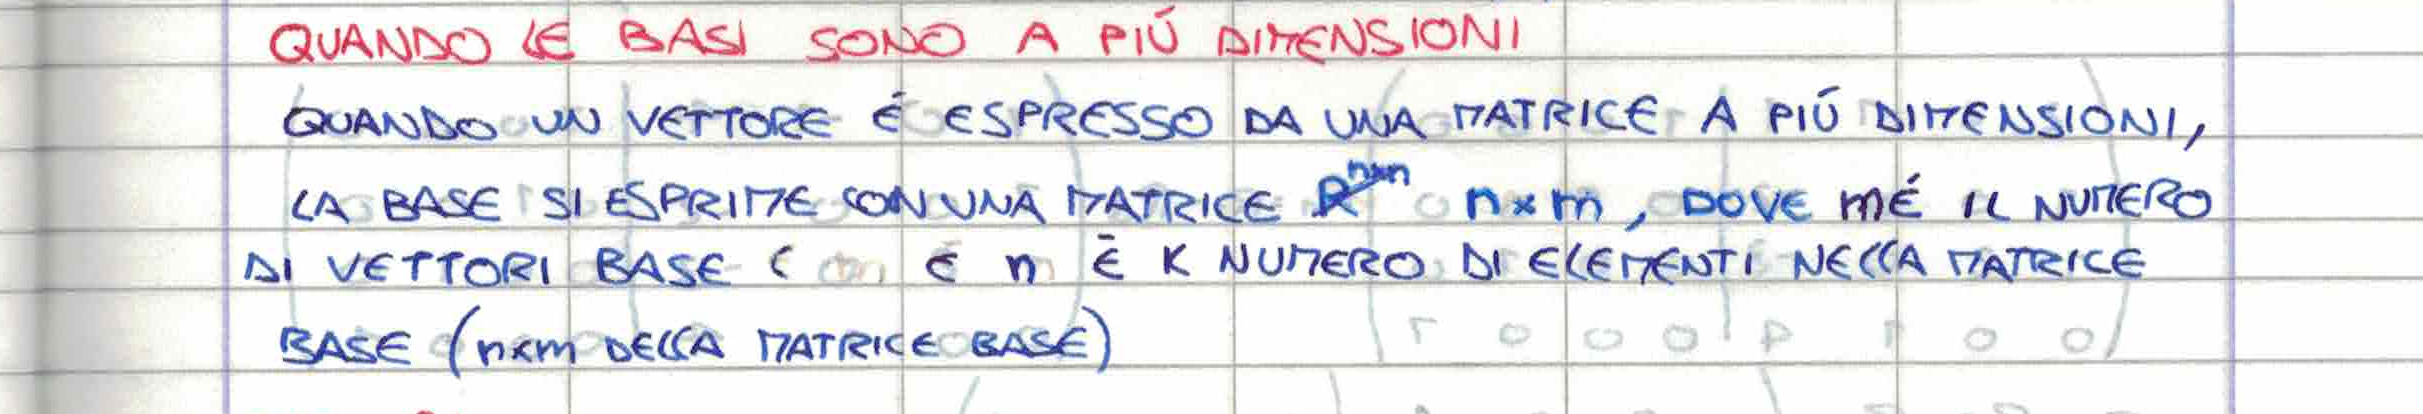 QUANDO LE BASI SONO A PIÚ DIMENSIONI
QUANDO UN VETTORE É ESPRESSO DA UNA MATRICE A PIÚ DIMENSIONI,
LA BASE SI ESPRIME CON UNA MATRICE n×m, DOVE m É IL NUMERO
DI VETTORI BASE E n È IL NUMERO DI ELEMENTI NELLA MATRICE
BASE (n×m DELLA MATRICE BASE)